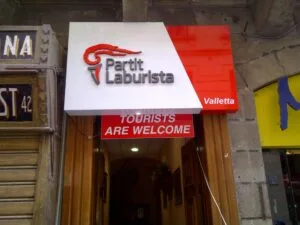 NA
ST 42
Partit
Laburista
Valletta
TOURISTS
ARE WELCOME